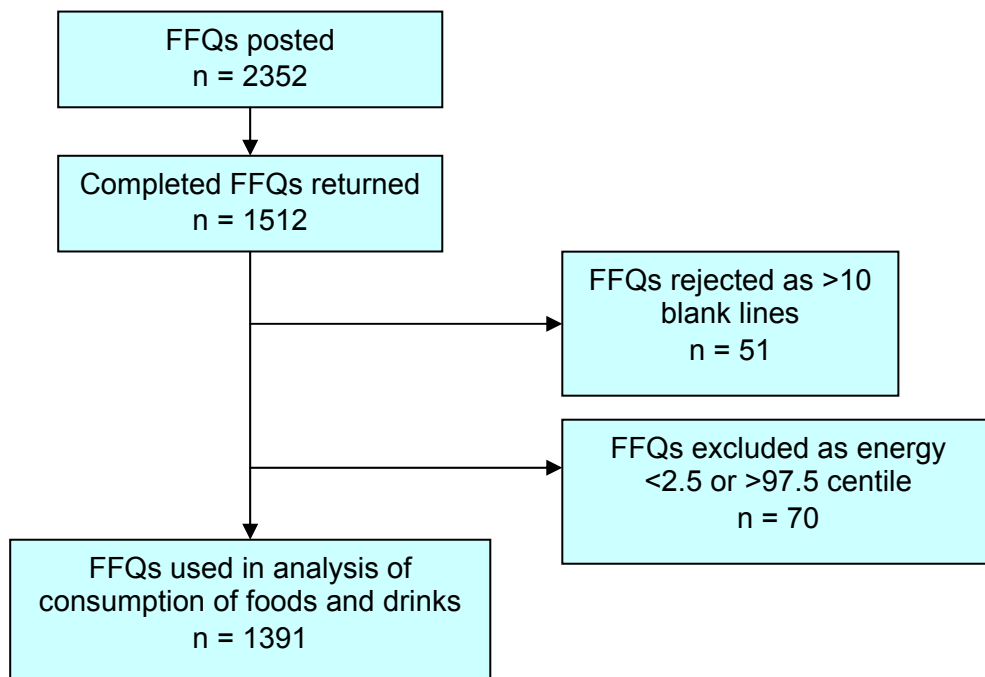 FFQs posted
n = 2352
Completed FFQs returned
n = 1512
FFQs rejected as >10
blank lines
n = 51
FFQs excluded as energy
<2.5 or >97.5 centile
n = 70
FFQs used in analysis of
consumption of foods and drinks
n = 1391